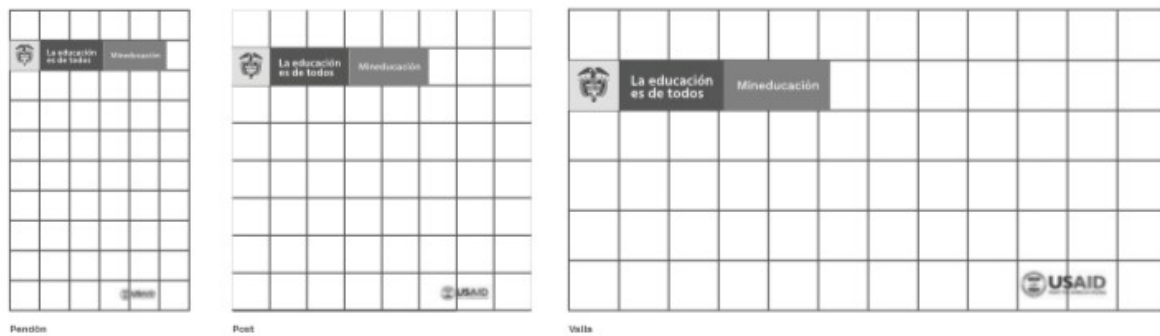 La educación
es de todos
Mineducación
USAID
Pendón
La educación
es de todos
Mineducación
USAID
Post
La educación
es de todos
Mineducación
USAID
Valla